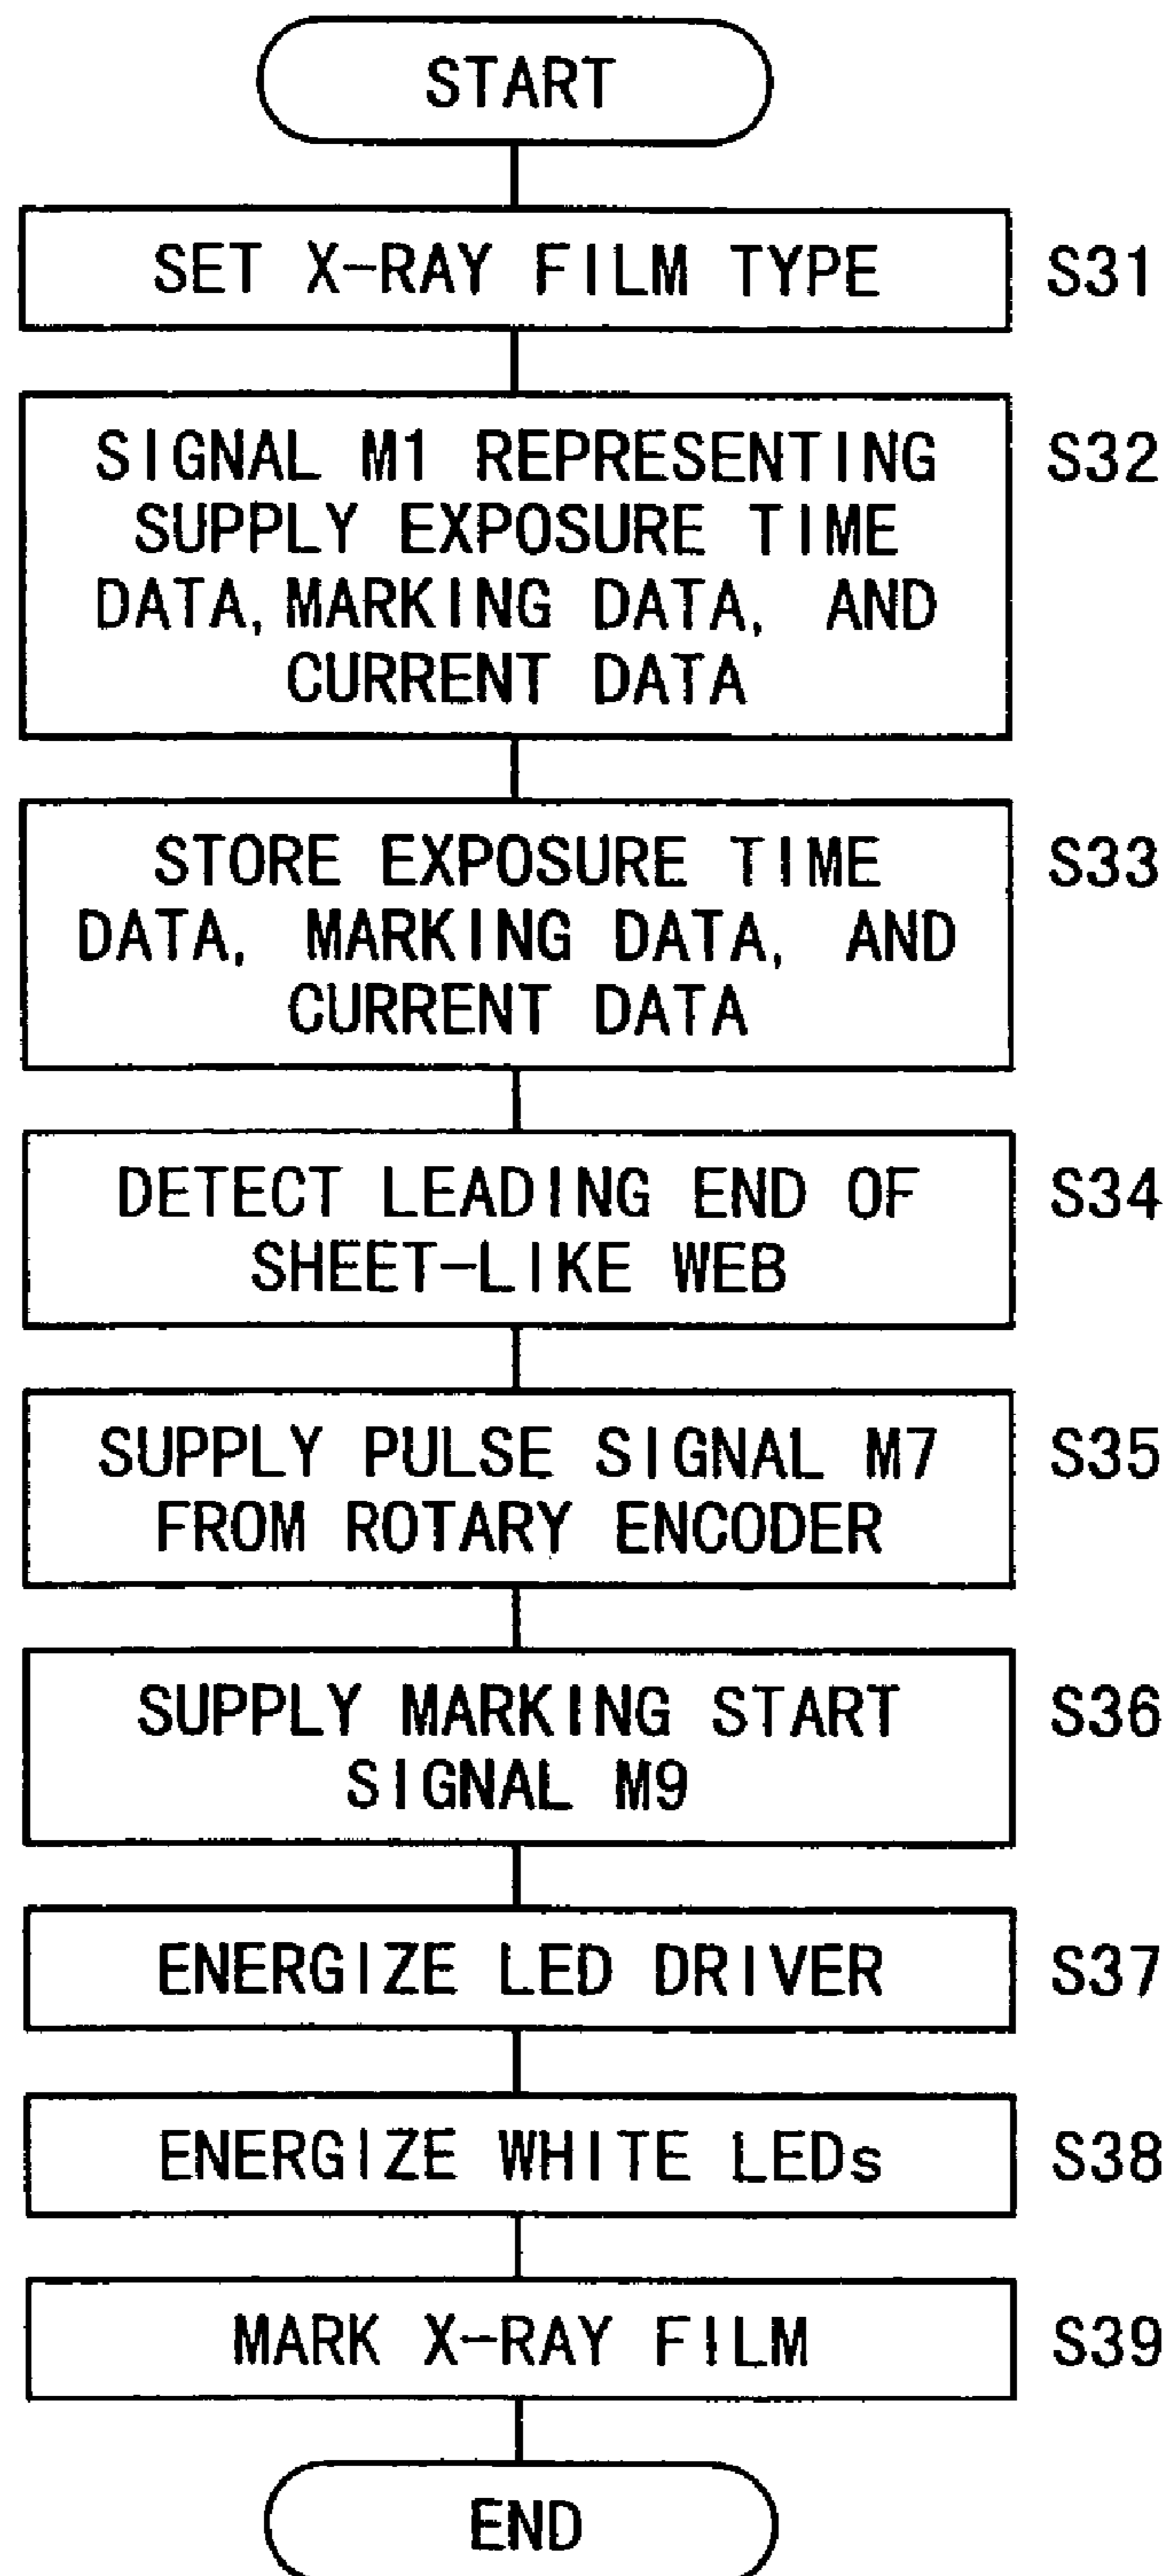 START
SET X-RAY FILM TYPE S31
SIGNAL M1 REPRESENTING S32
SUPPLY EXPOSURE TIME
DATA, MARKING DATA, AND
CURRENT DATA
STORE EXPOSURE TIME S33
DATA, MARKING DATA, AND
CURRENT DATA
DETECT LEADING END OF S34
SHEET-LIKE WEB
SUPPLY PULSE SIGNAL M7 S35
FROM ROTARY ENCODER
SUPPLY MARKING START S36
SIGNAL M9
ENERGIZE LED DRIVER S37
ENERGIZE WHITE LEDs S38
MARK X-RAY FILM S39
END